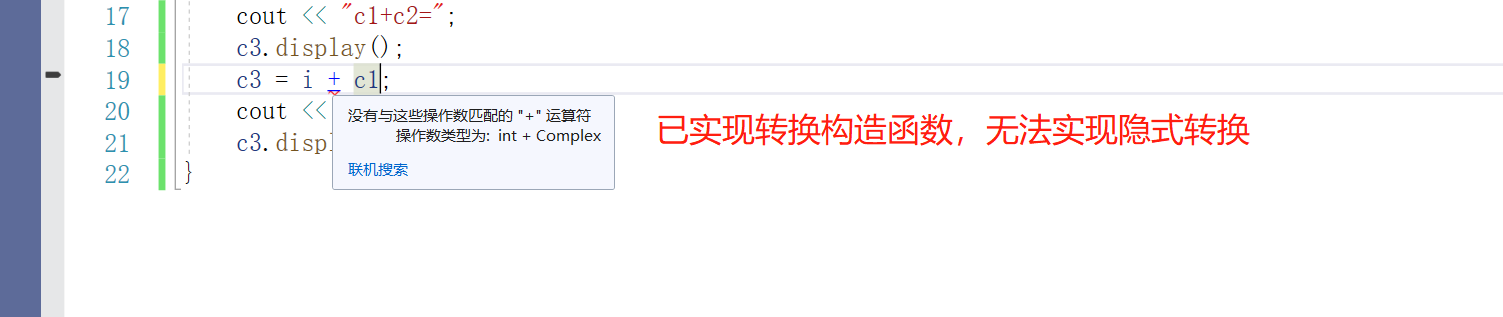 17 cout << "c1+c2=";
18 c3.display();
19 c3 = i + c1;
20 cout <<
21 c3.displ
22 }
没有与这些操作数匹配的 "+" 运算符
操作数类型为: int + Complex
联机搜索
已实现转换构造函数，无法实现隐式转换